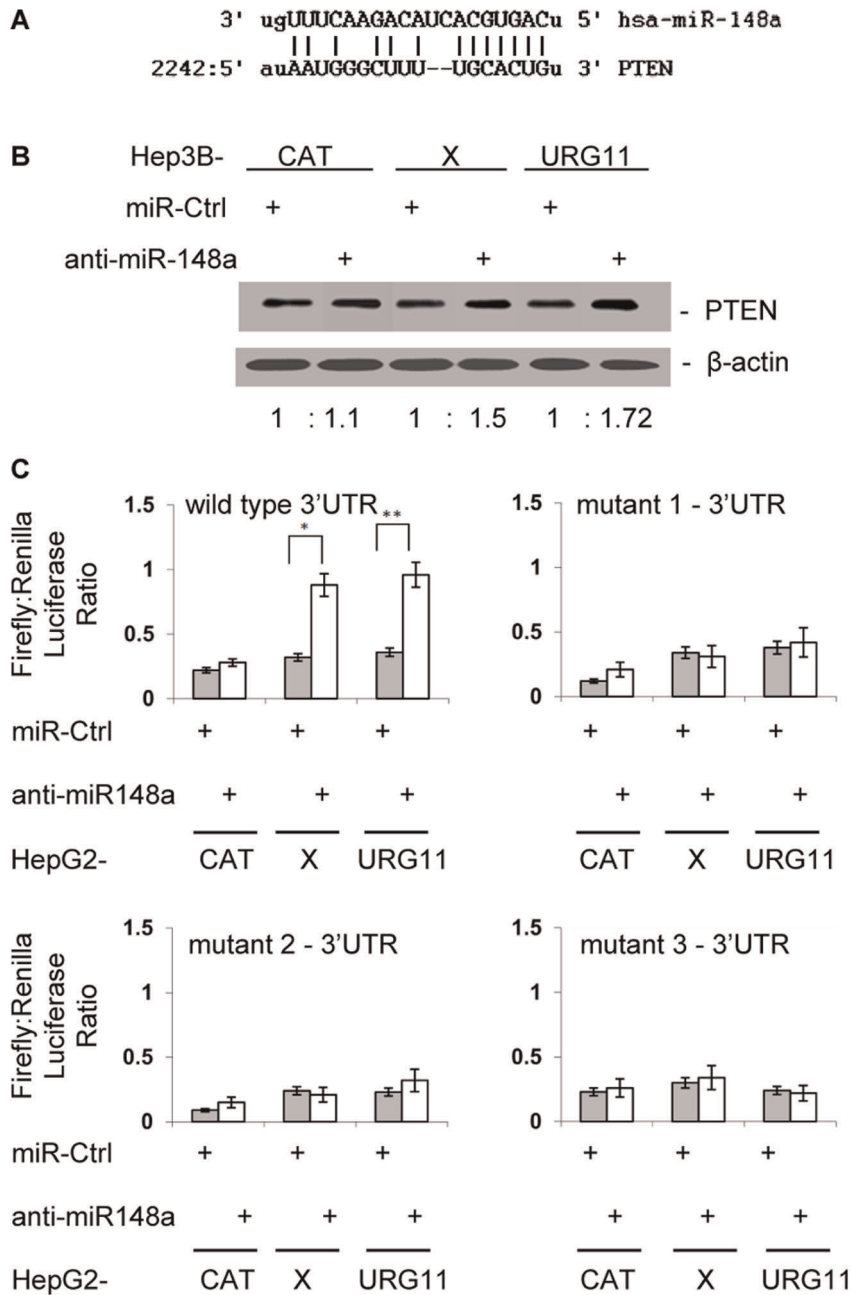 A
3' ugUUUCAAGACAUCACGUGACu 5' hsa-miR-148a
2242:5' auAAUGGGCUUU--UGCACUGu 3' PTEN
B
Hep3B- CAT X URG11
miR-Ctrl + + +
anti-miR-148a + + +
- PTEN
- β-actin
1 : 1.1 1 : 1.5 1 : 1.72
C
Firefly:Renilla
Luciferase
Ratio
1.5
1
0.5
0
wild type 3'UTR
*
**
1.5
1
0.5
0
mutant 1 - 3'UTR
miR-Ctrl + + + + + +
anti-miR148a + + + + + +
HepG2- CAT X URG11 CAT X URG11
Firefly:Renilla
Luciferase
Ratio
1.5
1
0.5
0
mutant 2 - 3'UTR
1.5
1
0.5
0
mutant 3 - 3'UTR
miR-Ctrl + + + + + +
anti-miR148a + + + + + +
HepG2- CAT X URG11 CAT X URG11